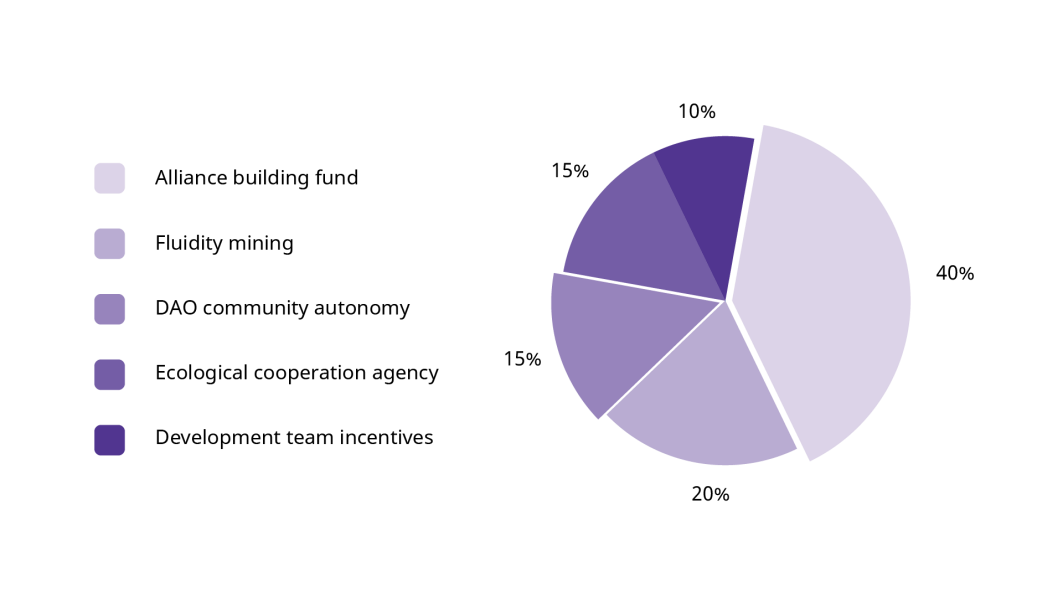 Alliance building fund
Fluidity mining
DAO community autonomy
Ecological cooperation agency
Development team incentives
10%
15%
40%
15%
20%